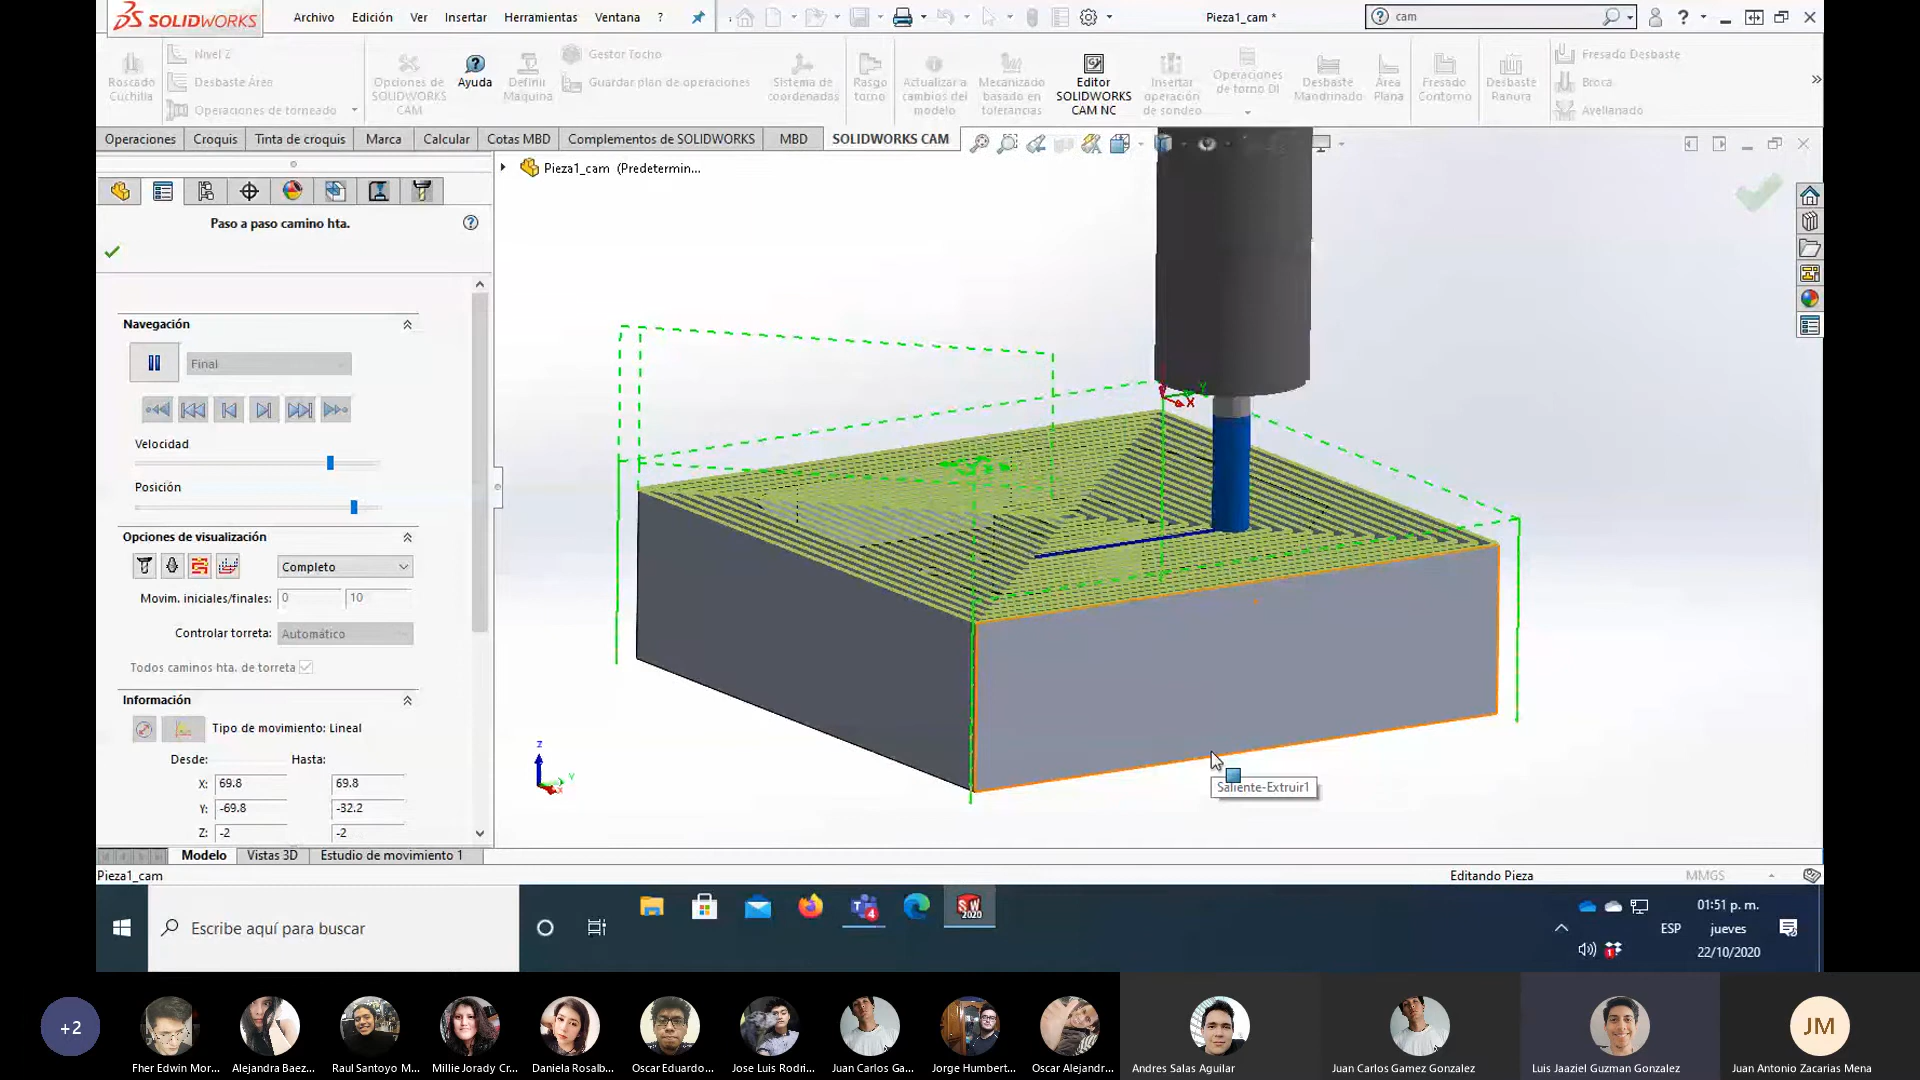 SOLIDWORKS
Archivo Edición Ver Insertar Herramientas Ventana ?
Pieza1_cam *
cam
Roscado Cuchilla
Nivel Z
Desbaste Área
Operaciones de torneado
Opciones de SOLIDWORKS CAM
Ayuda
Definir Maquina
Gestor Tocho
Guardar plan de operaciones
Sistema de coordenadas
Rasgo torno
Actualizar a cambios del modelo
Mecanizado basado en tolerancias
Editor SOLIDWORKS CAM NC
Insertar operación de sondeo
Operaciones de torno DI
Desbaste Mandrinado
Área Plana
Fresado Contorno
Desbaste Ranura
Fresado Desbaste
Broca
Avellanado
Operaciones Croquis Tinta de croquis Marca Calcular Cotas MBD Complementos de SOLIDWORKS MBD SOLIDWORKS CAM
Pieza1_cam (Predetermin...
Paso a paso camino hta.
Navegación
Final
Velocidad
Posición
Opciones de visualización
Completo
Movim. iniciales/finales: 0 10
Controlar torreta: Automático
Todos caminos hta. de torreta
Información
Tipo de movimiento: Lineal
Desde: Hasta:
X: 69.8 69.8
Y: -69.8 -32.2
Z: -2 -2
Y
X
Z
Y
X
Saliente-Extruir1
Modelo Vistas 3D Estudio de movimiento 1
Pieza1_cam
Editando Pieza
MMGS
Escribe aquí para buscar
4
SW
2020
ESP
1
01:51 p. m.
jueves
22/10/2020
+2
JM
Fher Edwin Mor...
Alejandra Baez...
Raul Santoyo M...
Millie Jorady Cr...
Daniela Rosalb...
Oscar Eduardo...
Jose Luis Rodri...
Juan Carlos Ga...
Jorge Humbert...
Oscar Alejandr...
Andres Salas Aguilar
Juan Carlos Gamez Gonzalez
Luis Jaaziel Guzman Gonzalez
Juan Antonio Zacarias Mena